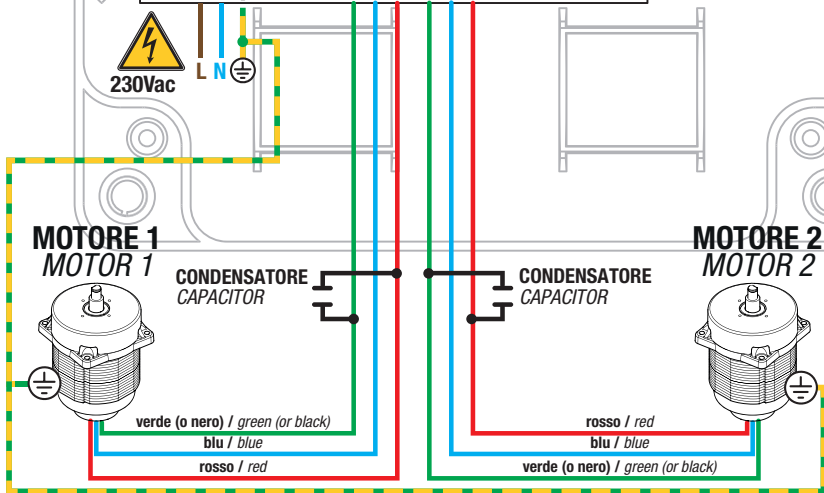 230Vac
L N
MOTORE 1
MOTOR 1
CONDENSATORE
CAPACITOR
CONDENSATORE
CAPACITOR
MOTORE 2
MOTOR 2
verde (o nero) / green (or black)
blu / blue
rosso / red
rosso / red
blu / blue
verde (o nero) / green (or black)